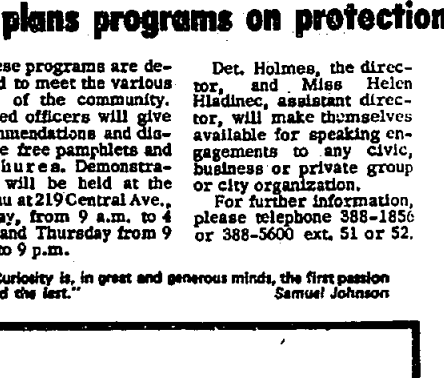 plans programs on protection
ese programs are de-
d to meet the various
of the community.
ed officers will give
mmendations and dis-
e free pamphlets and
hures. Demonstra-
will be held at the
au at 219 Central Ave.,
ay, from 9 a.m. to 4
and Thursday from 9
to 9 p.m.
Det. Holmes, the direc-
tor, and Miss Helen
Hladinec, assistant direc-
tor, will make themselves
available for speaking en-
gagements to any civic,
business or private group
or city organization.
For further information,
please telephone 388-1856
or 388-5600 ext. 51 or 52.
Curiosity is, in great and generous minds, the first passion
d the last."
Samuel Johnson